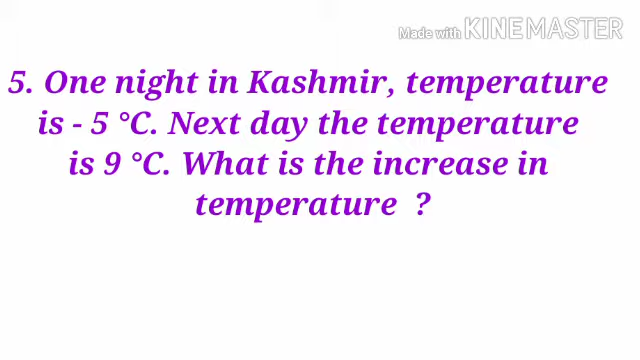 Made with KINEMASTER
5. One night in Kashmir, temperature
is - 5 °C. Next day the temperature
is 9 °C. What is the increase in
temperature ?